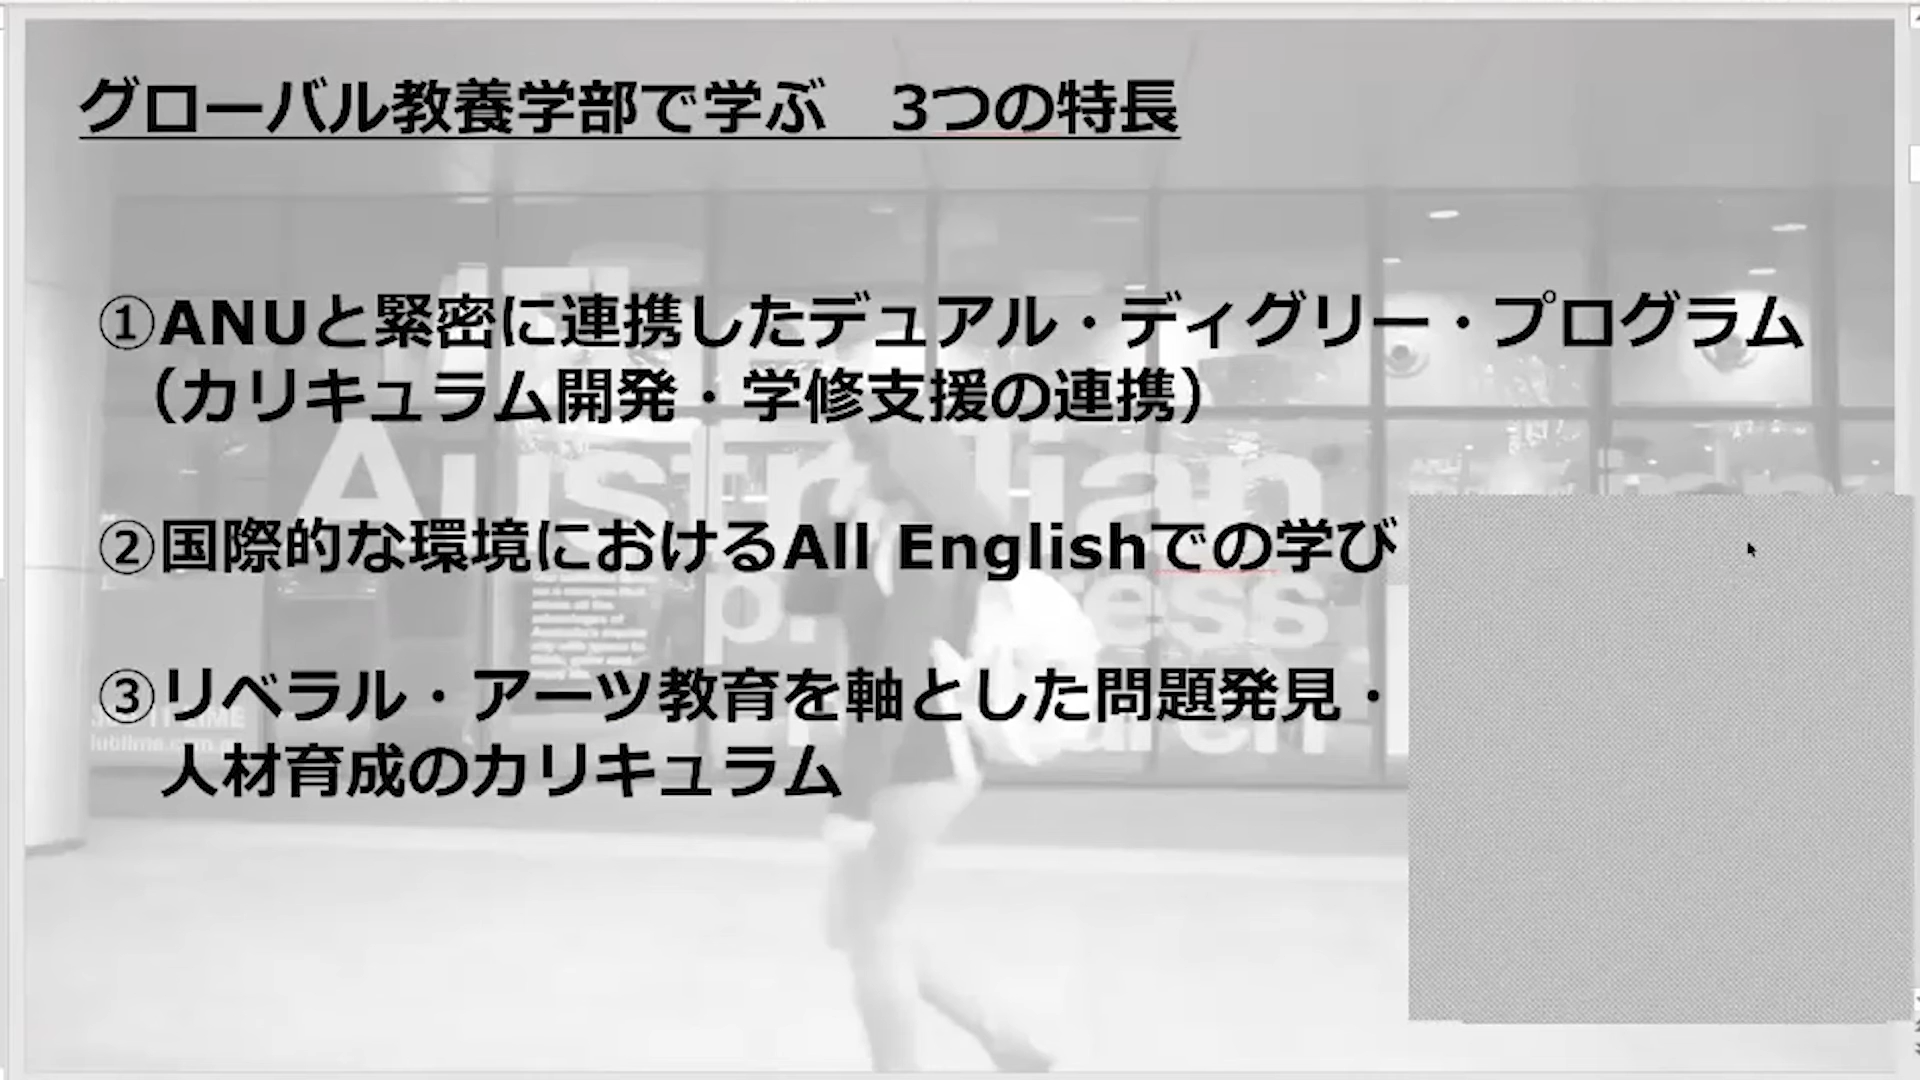 グローバル教養学部で学ぶ　3つの特長
①ANUと緊密に連携したデュアル・ディグリー・プログラム
（カリキュラム開発・学修支援の連携）
Australian
②国際的な環境におけるAll Englishでの学び
③リベラル・アーツ教育を軸とした問題発見・
人材育成のカリキュラム